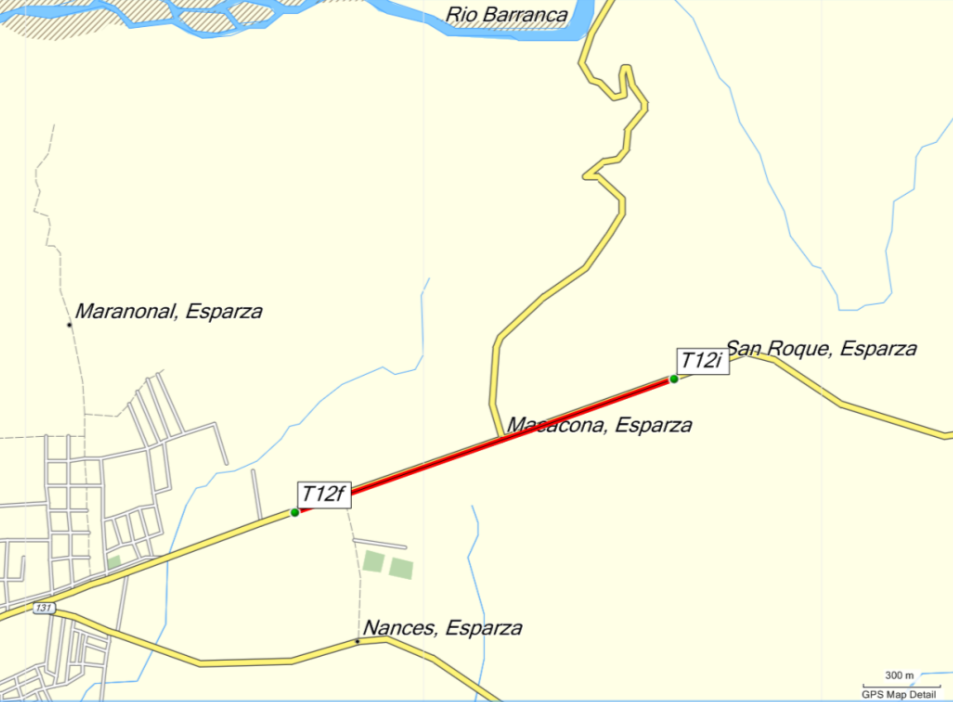 Rio Barranca
Maranonal, Esparza
San Roque, Esparza
T12i
Macacona, Esparza
T12f
131
Nances, Esparza
300 m
GPS Map Detail